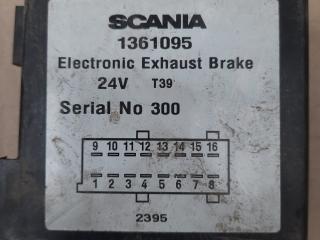 SCANIA
1361095
Electronic Exhaust Brake
24V T39
Serial No 300
9 10 11 12 13 14 15 16
1 2 3 4 5 6 7 8
2395